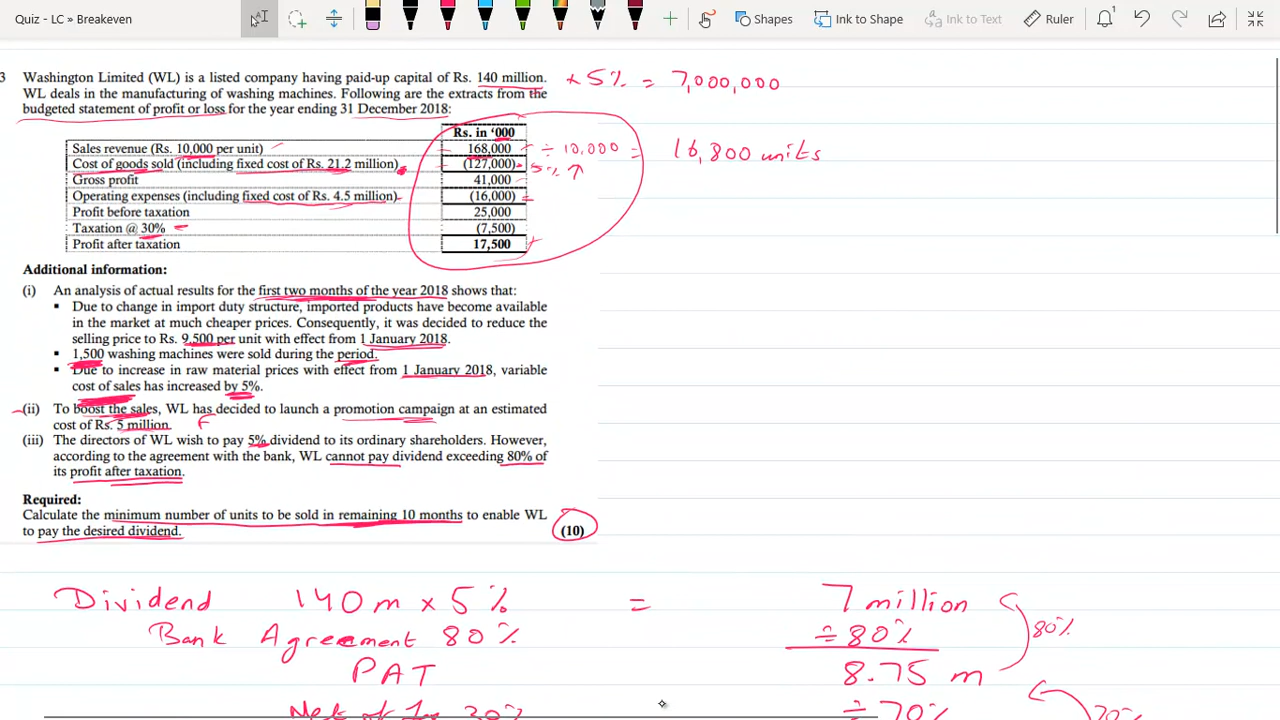 Quiz - LC » Breakeven
Shapes
Ink to Shape
Ink to Text
Ruler
3 Washington Limited (WL) is a listed company having paid-up capital of Rs. 140 million. × 5% = 7,000,000
WL deals in the manufacturing of washing machines. Following are the extracts from the
budgeted statement of profit or loss for the year ending 31 December 2018:
Rs. in ‘000
Sales revenue (Rs. 10,000 per unit) 168,000 ÷ 10,000 = 16,800 units
Cost of goods sold (including fixed cost of Rs. 21.2 million) (127,000) 5% ↑
Gross profit 41,000
Operating expenses (including fixed cost of Rs. 4.5 million) (16,000)
Profit before taxation 25,000
Taxation @ 30% (7,500)
Profit after taxation 17,500
Additional information:
(i) An analysis of actual results for the first two months of the year 2018 shows that:
▪ Due to change in import duty structure, imported products have become available
in the market at much cheaper prices. Consequently, it was decided to reduce the
selling price to Rs. 9,500 per unit with effect from 1 January 2018.
▪ 1,500 washing machines were sold during the period.
▪ Due to increase in raw material prices with effect from 1 January 2018, variable
cost of sales has increased by 5%.
(ii) To boost the sales, WL has decided to launch a promotion campaign at an estimated
cost of Rs. 5 million. F
(iii) The directors of WL wish to pay 5% dividend to its ordinary shareholders. However,
according to the agreement with the bank, WL cannot pay dividend exceeding 80% of
its profit after taxation.
Required:
Calculate the minimum number of units to be sold in remaining 10 months to enable WL
to pay the desired dividend. (10)
Dividend 140 m × 5% = 7 million
Bank Agreement 80% ÷ 80% 80%
PAT 8.75 m
Net of Tax 30% ÷ 70% 70%